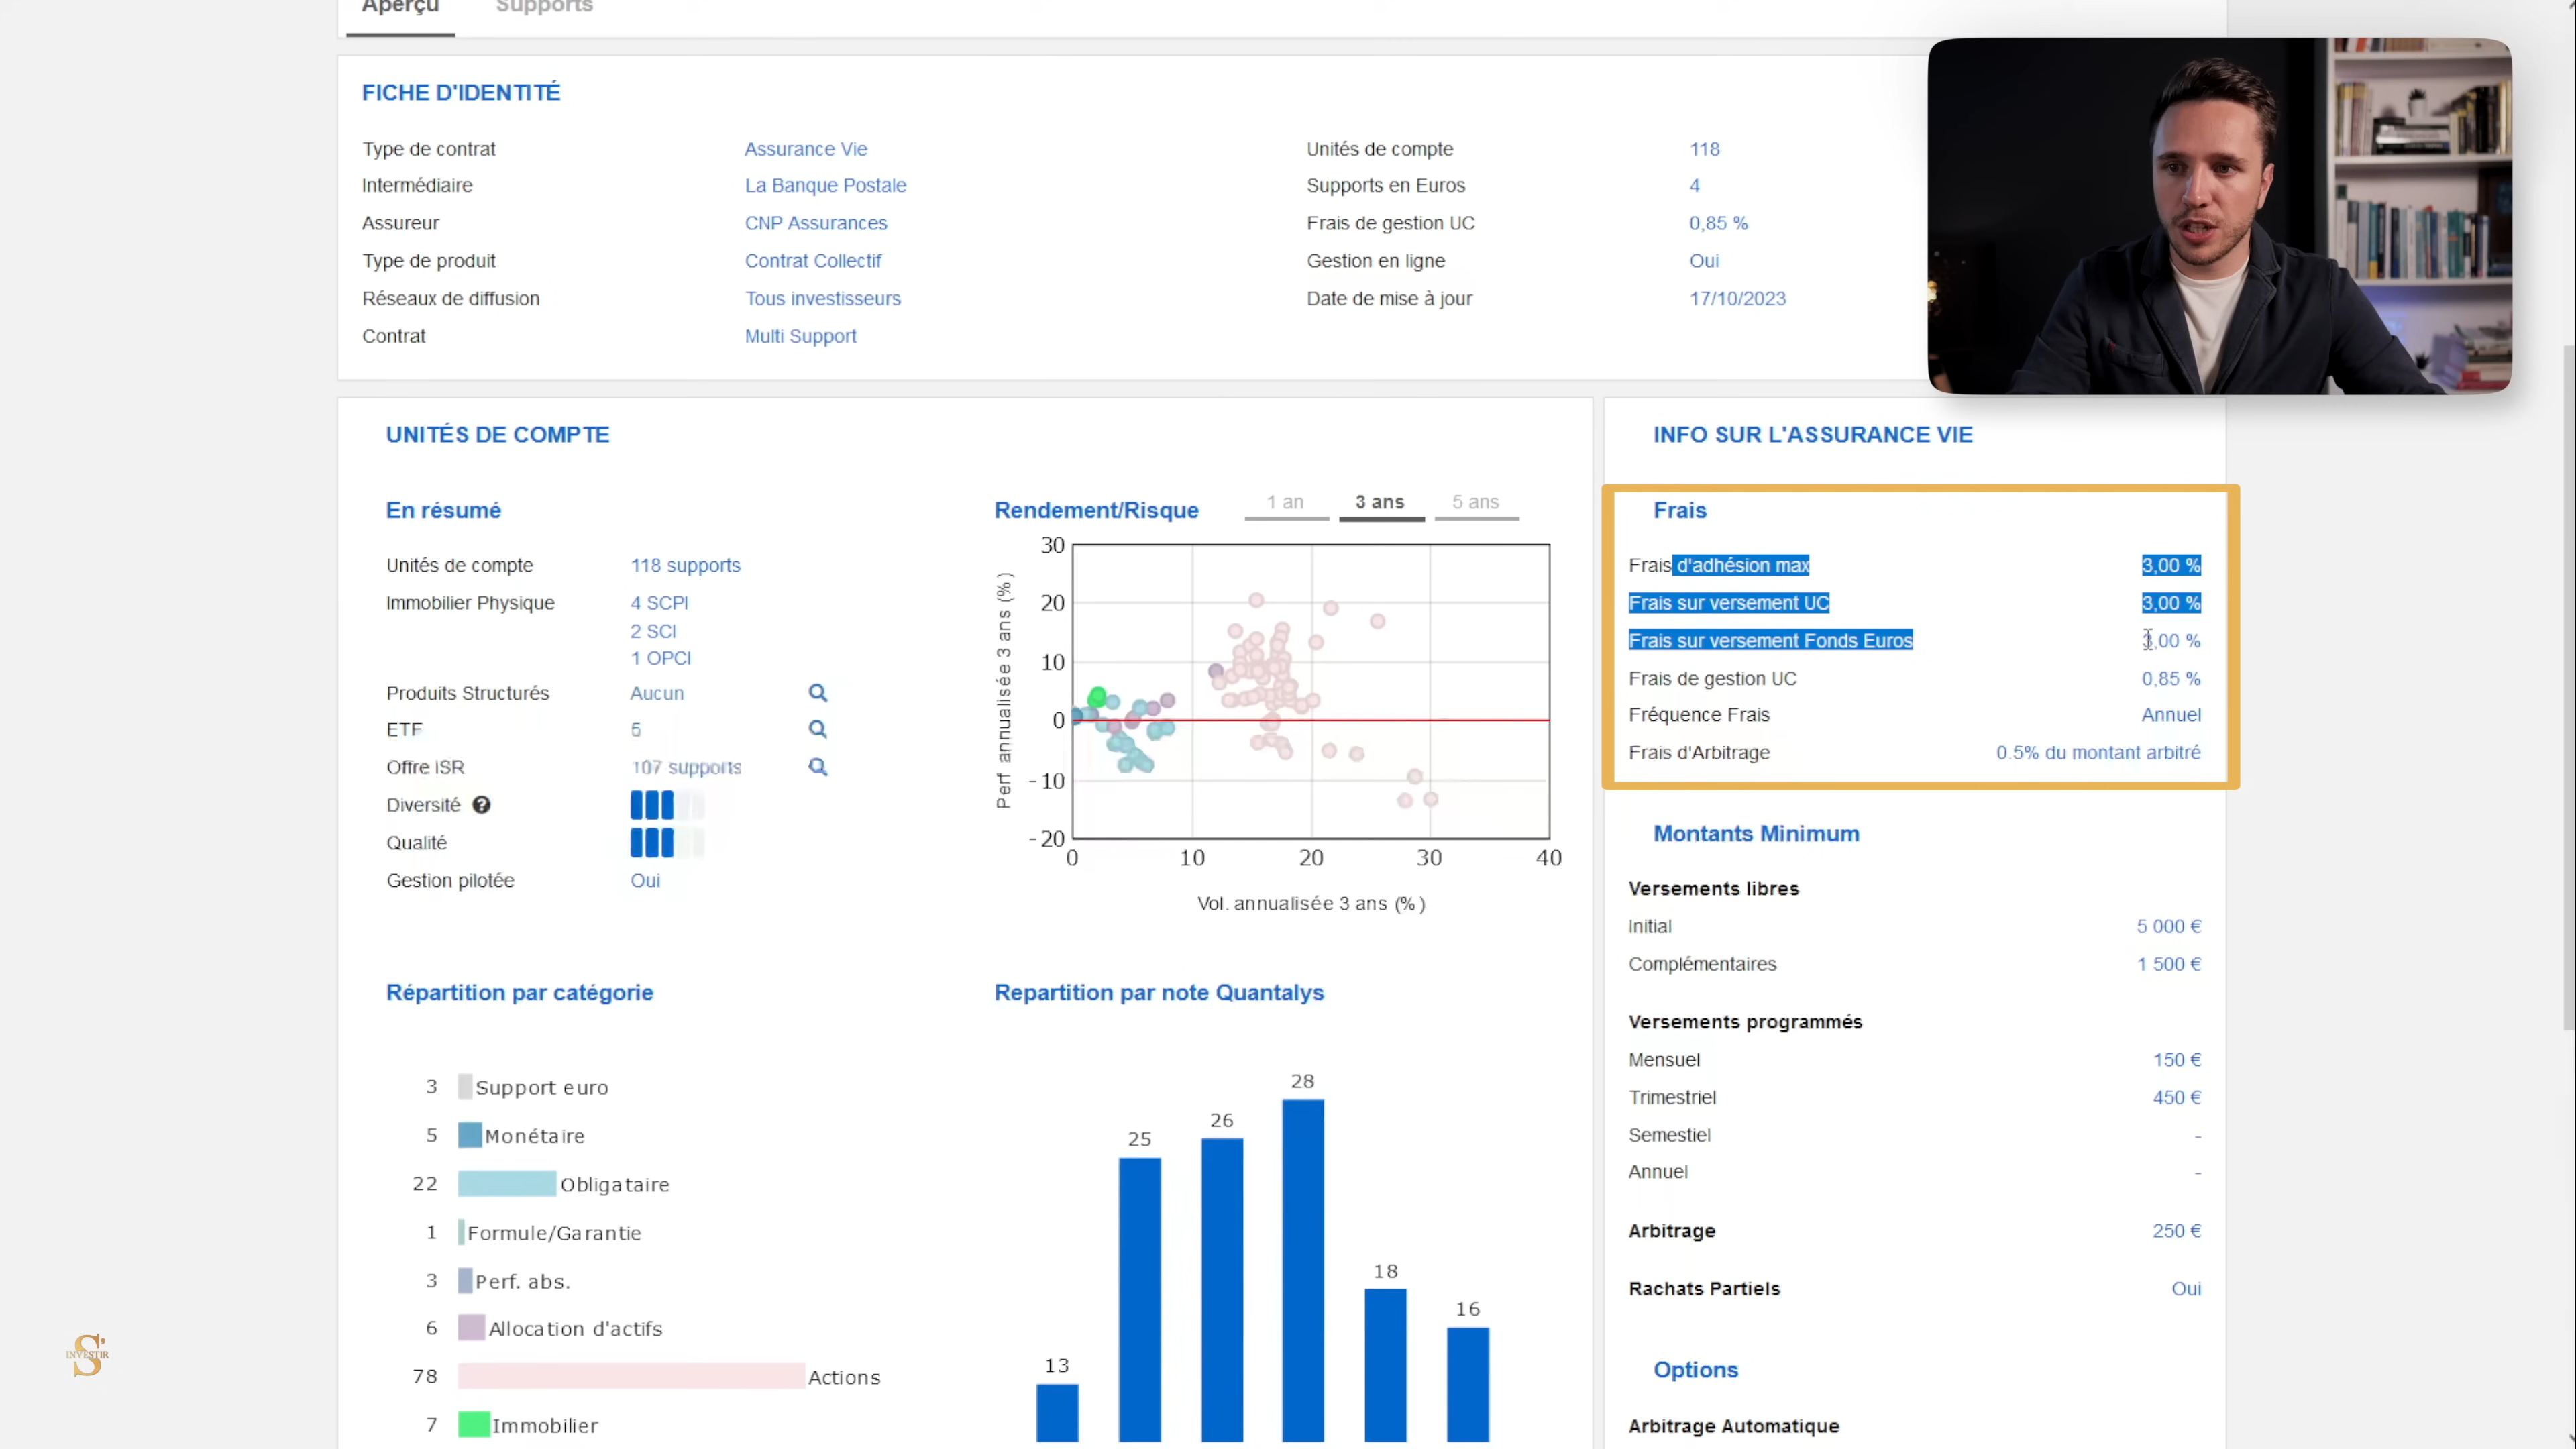 Aperçu Supports
FICHE D'IDENTITÉ
Type de contrat Assurance Vie
Intermédiaire La Banque Postale
Assureur CNP Assurances
Type de produit Contrat Collectif
Réseaux de diffusion Tous investisseurs
Contrat Multi Support
Unités de compte 118
Supports en Euros 4
Frais de gestion UC 0,85 %
Gestion en ligne Oui
Date de mise à jour 17/10/2023
UNITÉS DE COMPTE
En résumé
Unités de compte 118 supports
Immobilier Physique 4 SCPI
2 SCI
1 OPCI
Produits Structurés Aucun
ETF
Offre ISR 107 supports
Diversité ?
Qualité
Gestion pilotée Oui
Rendement/Risque 1 an 3 ans 5 ans
Perf annualisée 3 ans (%)
30
20
10
0
-10
-20
0 10 20 30 40
Vol. annualisée 3 ans (%)
Répartition par catégorie
3 Support euro
5 Monétaire
22 Obligataire
1 Formule/Garantie
3 Perf. abs.
6 Allocation d'actifs
78 Actions
7 Immobilier
Repartition par note Quantalys
13 25 26 28 18 16
INFO SUR L'ASSURANCE VIE
Frais
Frais d'adhésion max 3,00 %
Frais sur versement UC 3,00 %
Frais sur versement Fonds Euros 3,00 %
Frais de gestion UC 0,85 %
Fréquence Frais Annuel
Frais d'Arbitrage 0.5% du montant arbitré
Montants Minimum
Versements libres
Initial 5 000 €
Complémentaires 1 500 €
Versements programmés
Mensuel 150 €
Trimestriel 450 €
Semestiel -
Annuel -
Arbitrage 250 €
Rachats Partiels Oui
Options
Arbitrage Automatique
S'
INVESTIR